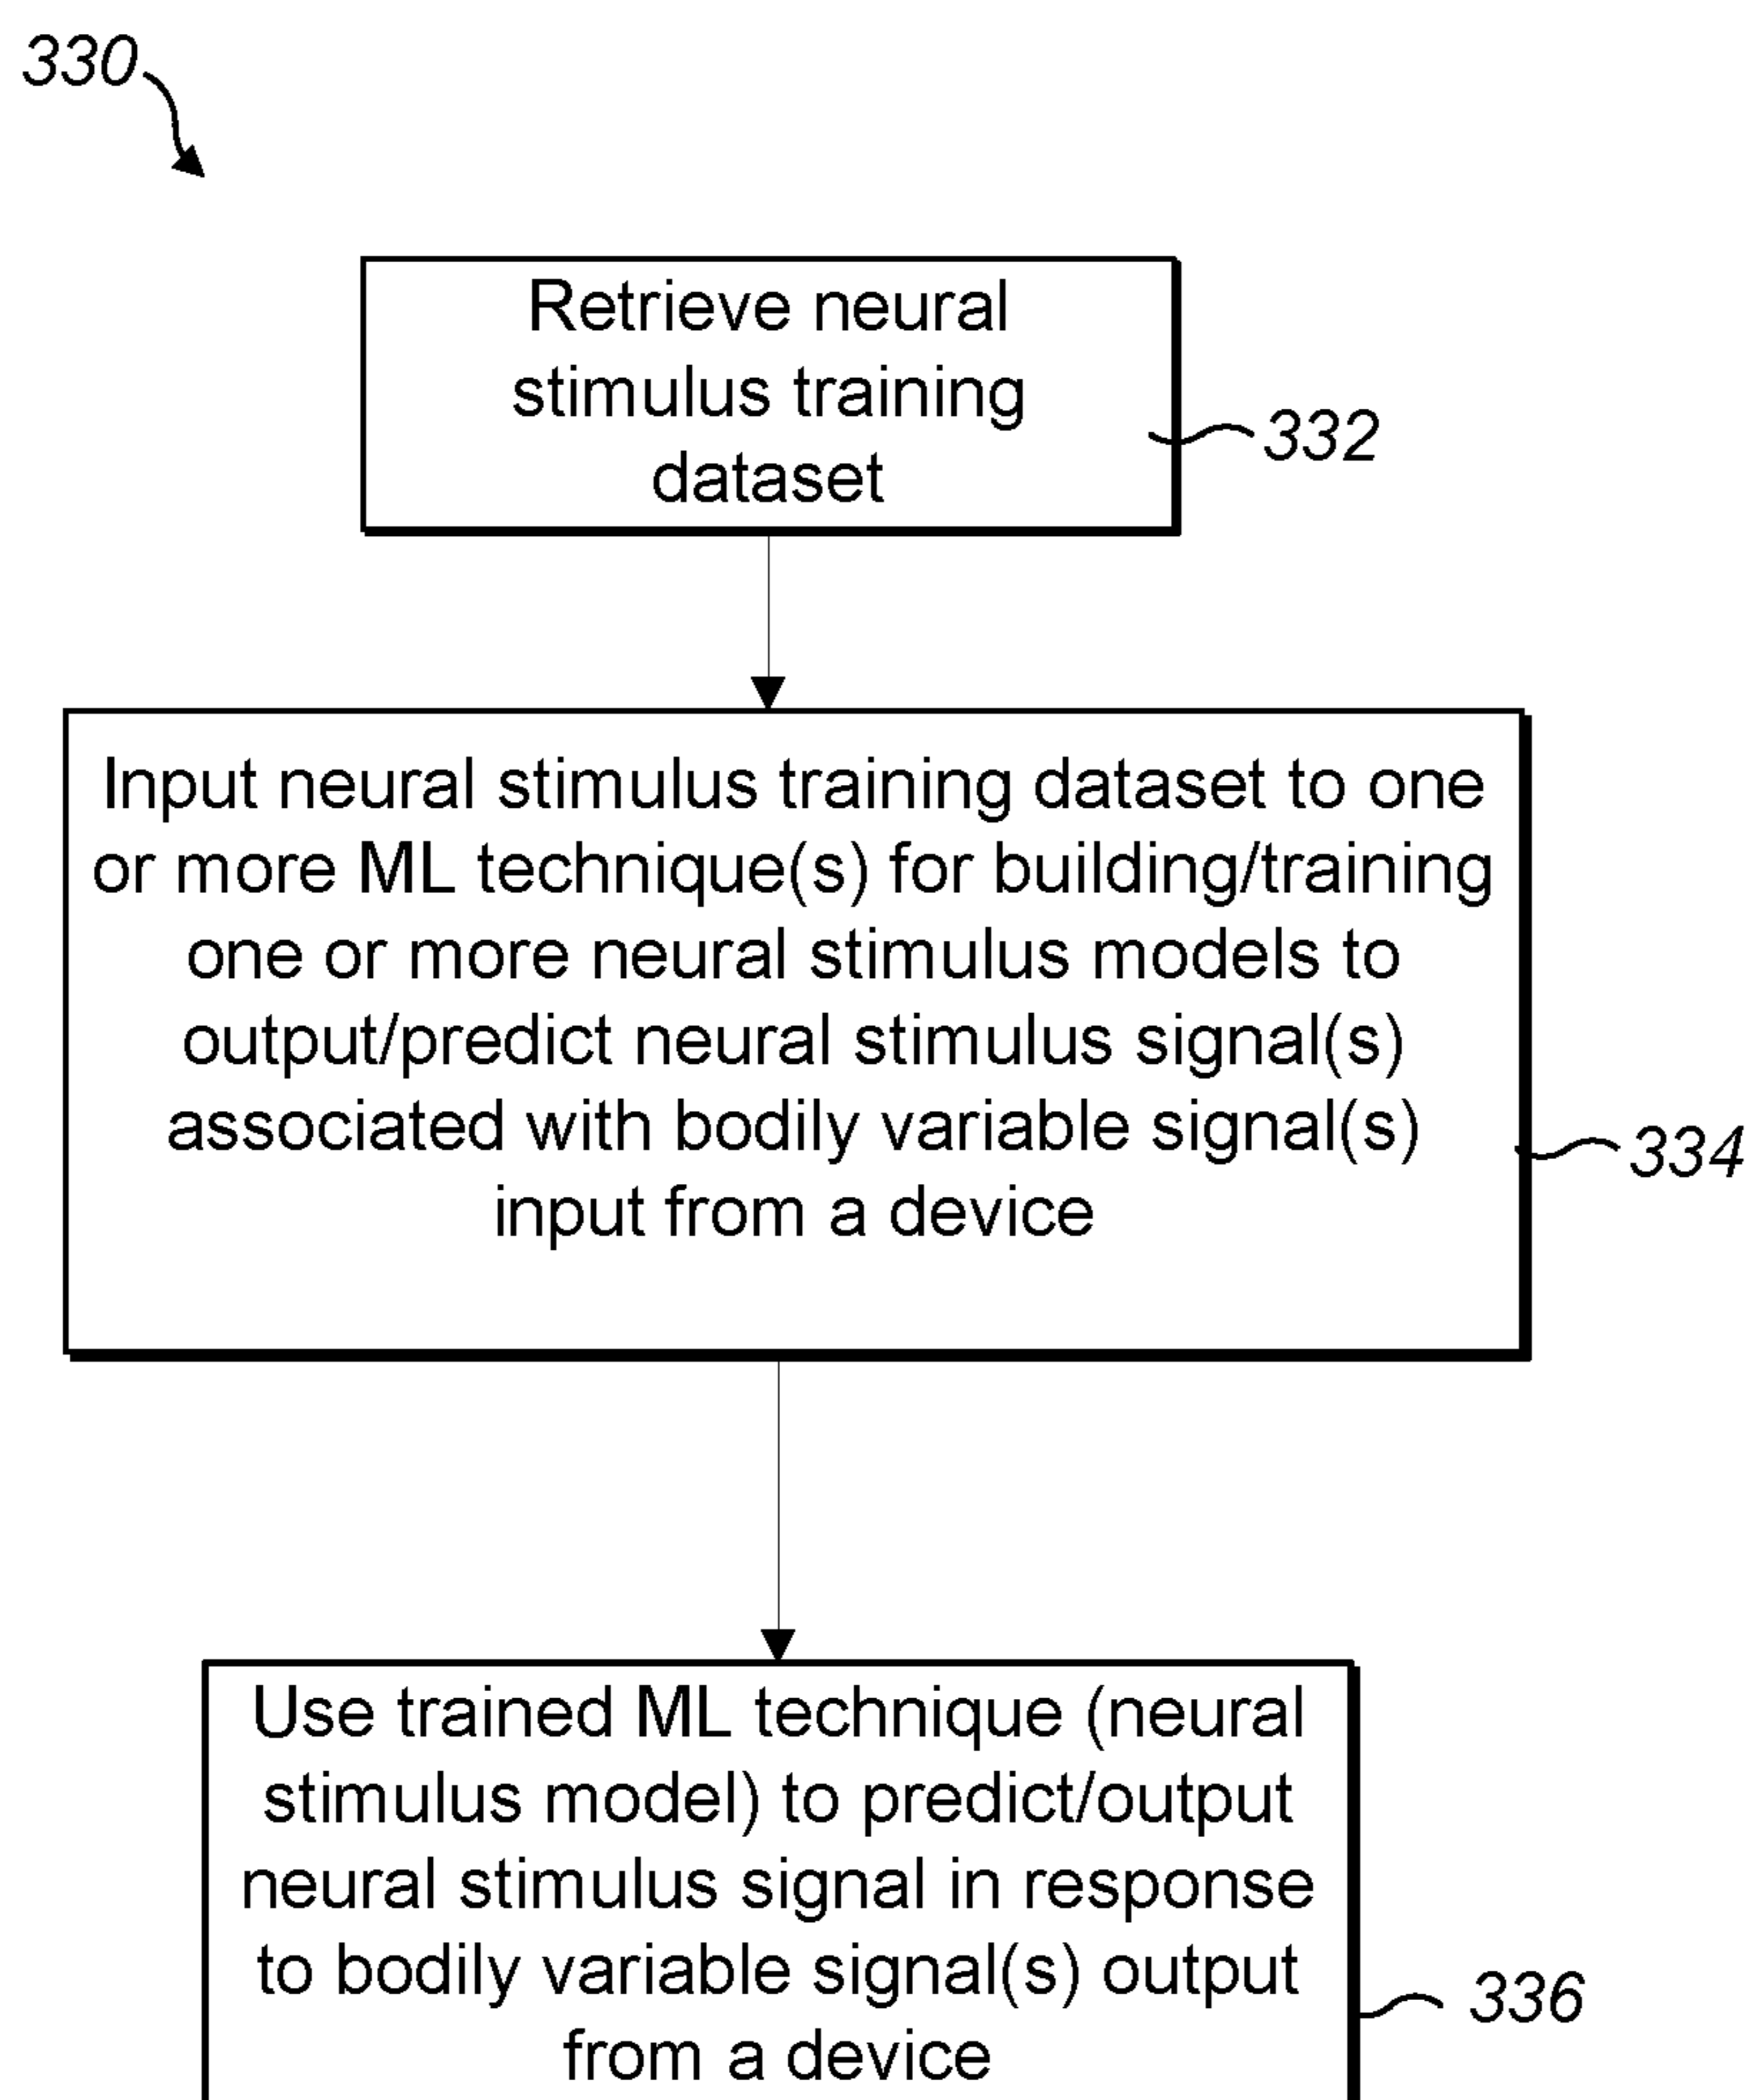 330
Retrieve neural
stimulus training
dataset
332
Input neural stimulus training dataset to one
or more ML technique(s) for building/training
one or more neural stimulus models to
output/predict neural stimulus signal(s)
associated with bodily variable signal(s)
input from a device
334
Use trained ML technique (neural
stimulus model) to predict/output
neural stimulus signal in response
to bodily variable signal(s) output
from a device
336